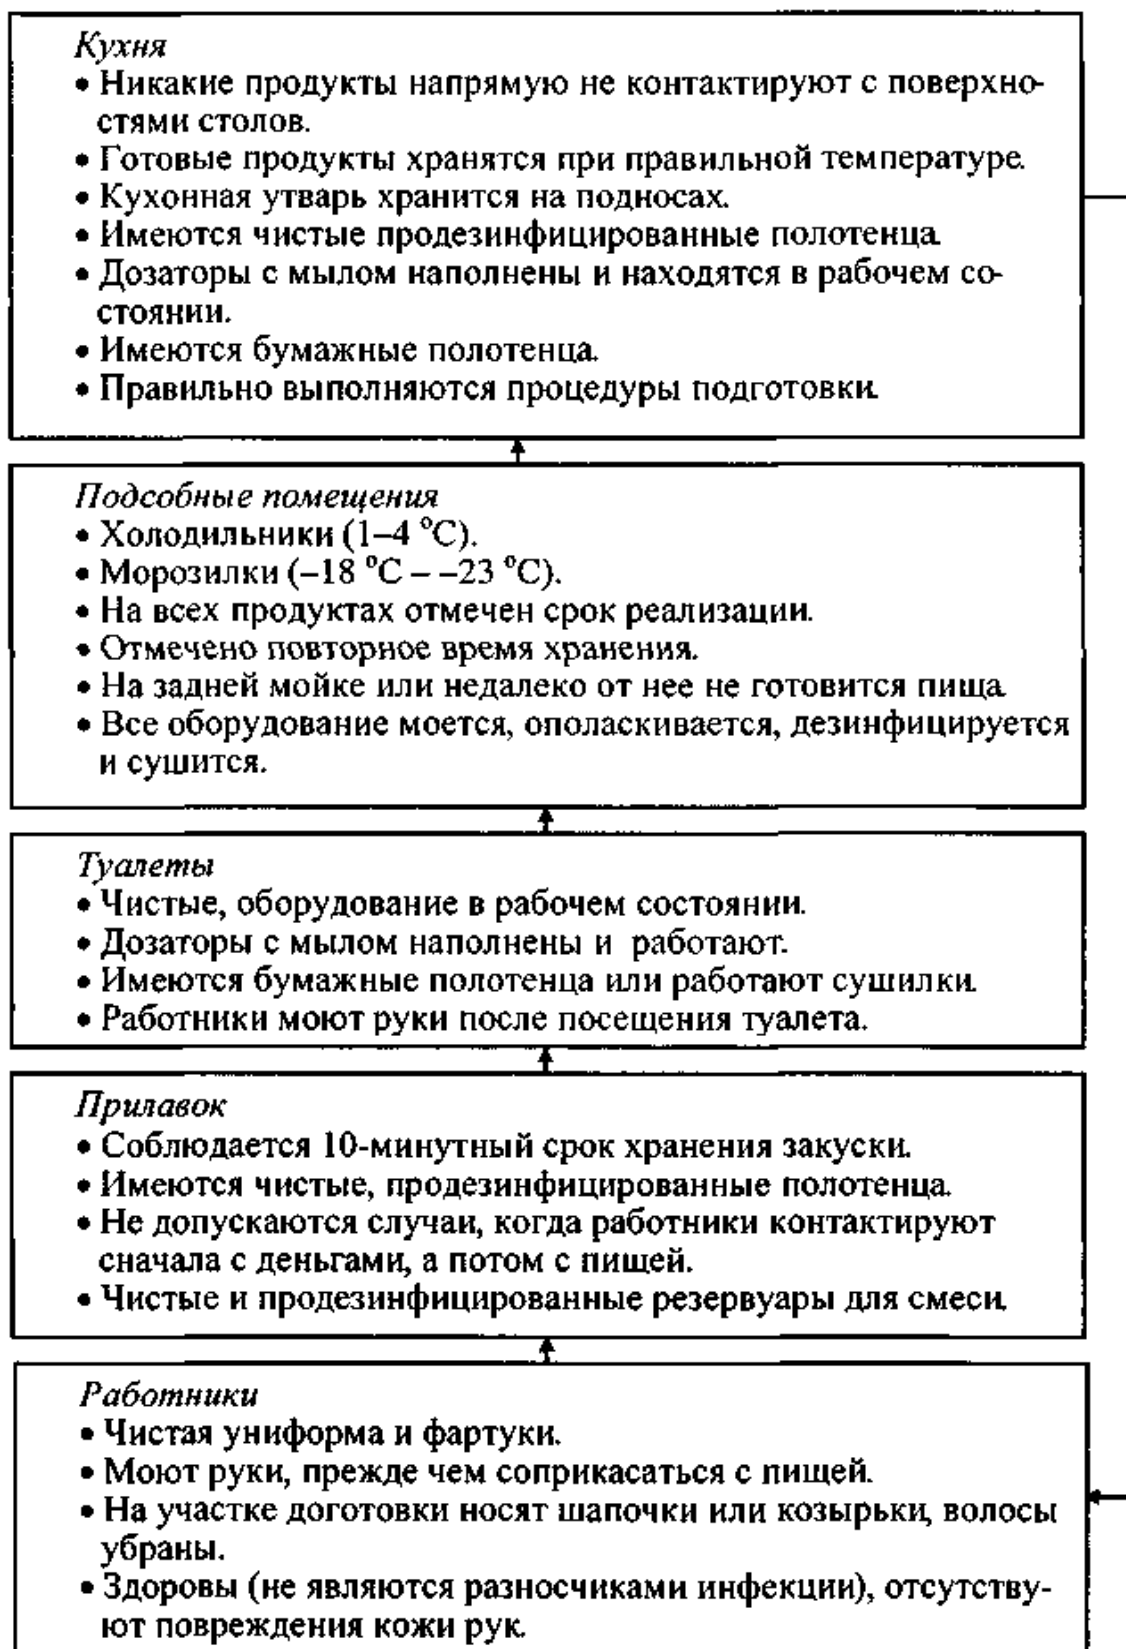 Кухня
• Никакие продукты напрямую не контактируют с поверхно-
стями столов.
• Готовые продукты хранятся при правильной температуре.
• Кухонная утварь хранится на подносах.
• Имеются чистые продезинфицированные полотенца.
• Дозаторы с мылом наполнены и находятся в рабочем со-
стоянии.
• Имеются бумажные полотенца.
• Правильно выполняются процедуры подготовки.
Подсобные помещения
• Холодильники (1–4 °C).
• Морозилки (–18 °C – –23 °C).
• На всех продуктах отмечен срок реализации.
• Отмечено повторное время хранения.
• На задней мойке или недалеко от нее не готовится пища.
• Все оборудование моется, ополаскивается, дезинфицируется
и сушится.
Туалеты
• Чистые, оборудование в рабочем состоянии.
• Дозаторы с мылом наполнены и работают.
• Имеются бумажные полотенца или работают сушилки.
• Работники моют руки после посещения туалета.
Прилавок
• Соблюдается 10-минутный срок хранения закуски.
• Имеются чистые, продезинфицированные полотенца.
• Не допускаются случаи, когда работники контактируют
сначала с деньгами, а потом с пищей.
• Чистые и продезинфицированные резервуары для смеси.
Работники
• Чистая униформа и фартуки.
• Моют руки, прежде чем соприкасаться с пищей.
• На участке доготовки носят шапочки или козырьки, волосы
убраны.
• Здоровы (не являются разносчиками инфекции), отсутству-
ют повреждения кожи рук.